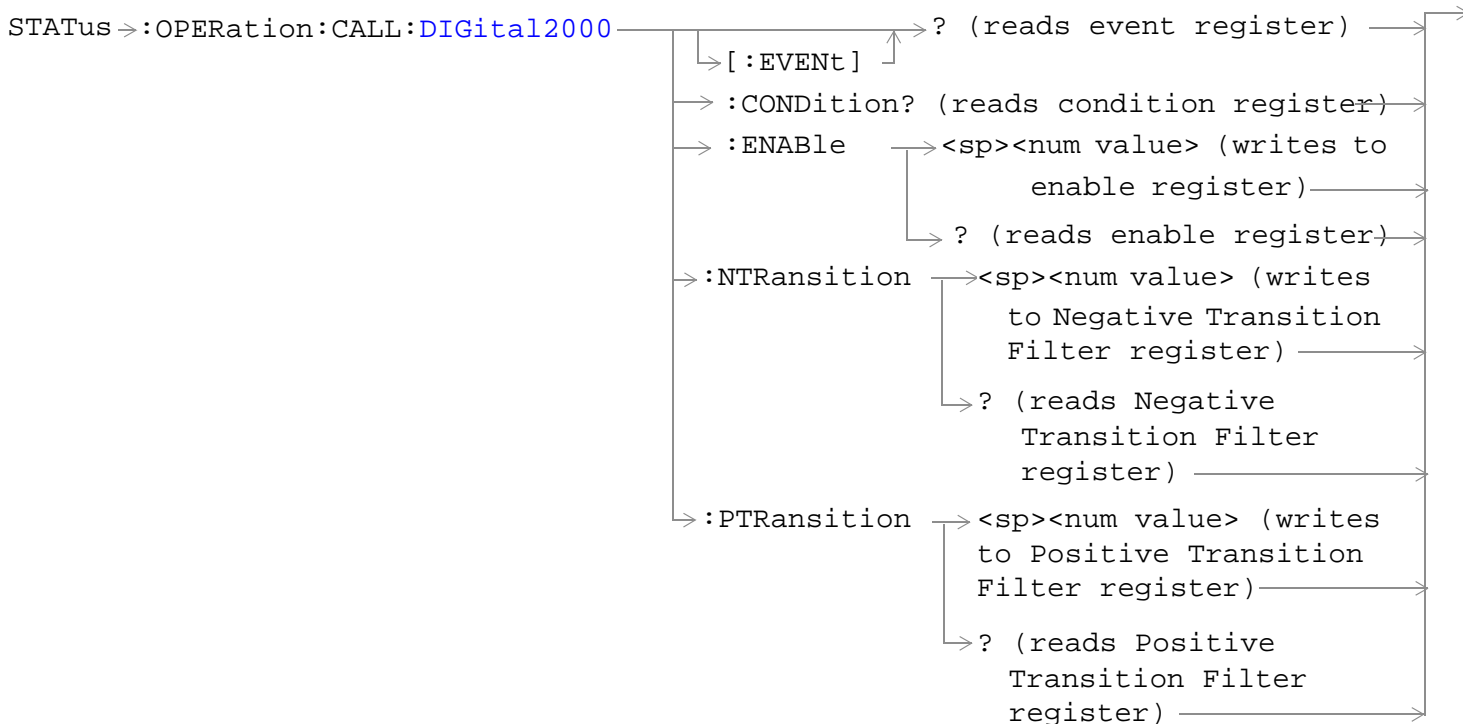 STATus :OPERation:CALL:DIGital2000 ? (reads event register)
[:EVENt]
:CONDition? (reads condition register)
:ENABle <sp><num value> (writes to
enable register)
? (reads enable register)
:NTRansition <sp><num value> (writes
to Negative Transition
Filter register)
? (reads Negative
Transition Filter
register)
:PTRansition <sp><num value> (writes
to Positive Transition
Filter register)
? (reads Positive
Transition Filter
register)